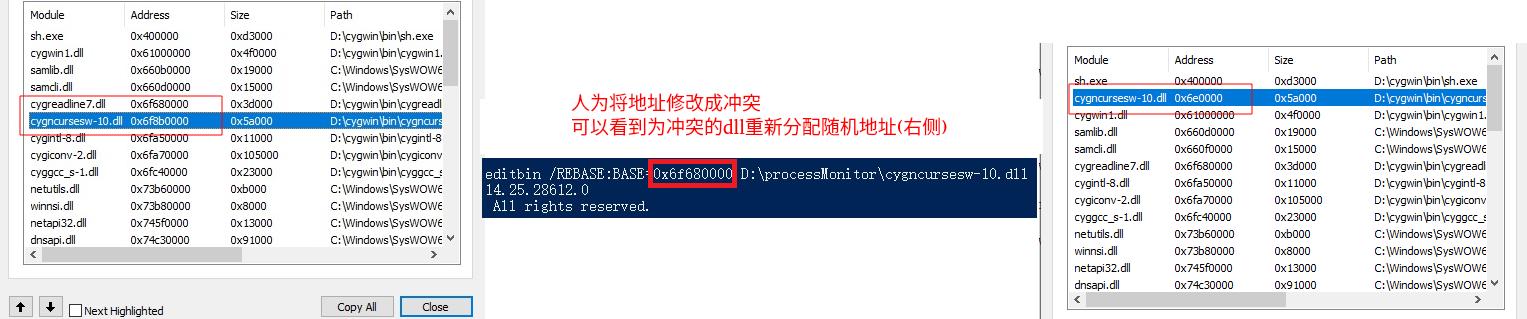 Module Address Size Path
sh.exe 0x400000 0xd3000 D:\cygwin\bin\sh.exe
cygwin1.dll 0x61000000 0x4f0000 D:\cygwin\bin\cygwin1.
samlib.dll 0x660b0000 0x19000 C:\Windows\SysWOW6
samcli.dll 0x660d0000 0x15000 C:\Windows\SysWOW6
cygreadline7.dll 0x6f680000 0x3d000 D:\cygwin\bin\cygreadl
cygncursesw-10.dll 0x6f8b0000 0x5a000 D:\cygwin\bin\cygncurs
cygintl-8.dll 0x6fa50000 0x11000 D:\cygwin\bin\cygintl-8
cygiconv-2.dll 0x6fa70000 0x105000 D:\cygwin\bin\cygiconv
cyggcc_s-1.dll 0x6fc40000 0x23000 D:\cygwin\bin\cyggcc_s
netutils.dll 0x73b60000 0xb000 C:\Windows\SysWOW6
winnsi.dll 0x73b80000 0x8000 C:\Windows\SysWOW6
netapi32.dll 0x745f0000 0x13000 C:\Windows\SysWOW6
dnsapi.dll 0x74c30000 0x91000 C:\Windows\SysWOW6
Next Highlighted Copy All Close
人为将地址修改成冲突
可以看到为冲突的dll重新分配随机地址(右侧)
editbin /REBASE:BASE=0x6f680000 D:\processMonitor\cygncursesw-10.dll
14.25.28612.0
All rights reserved.
Module Address Size Path
sh.exe 0x400000 0xd3000 D:\cygwin\bin\sh.exe
cygncursesw-10.dll 0x6e0000 0x5a000 D:\cygwin\bin\cygncurs
cygwin1.dll 0x61000000 0x4f0000 D:\cygwin\bin\cygwin1.
samlib.dll 0x660d0000 0x19000 C:\Windows\SysWOW6
samcli.dll 0x660f0000 0x15000 C:\Windows\SysWOW6
cygreadline7.dll 0x6f680000 0x3d000 D:\cygwin\bin\cygreadl
cygintl-8.dll 0x6fa50000 0x11000 D:\cygwin\bin\cygintl-8
cygiconv-2.dll 0x6fa70000 0x105000 D:\cygwin\bin\cygiconv
cyggcc_s-1.dll 0x6fc40000 0x23000 D:\cygwin\bin\cyggcc_s
netutils.dll 0x73b60000 0xb000 C:\Windows\SysWOW6
winnsi.dll 0x73b80000 0x8000 C:\Windows\SysWOW6
netapi32.dll 0x745f0000 0x13000 C:\Windows\SysWOW6
dnsapi.dll 0x74c30000 0x91000 C:\Windows\SysWOW6